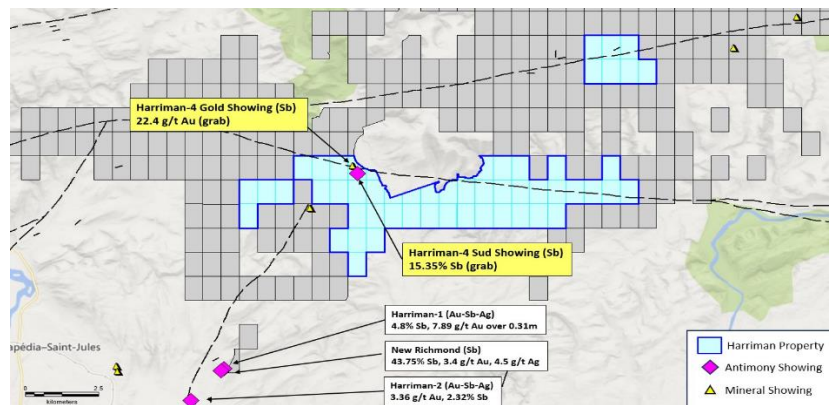 Harriman-4 Gold Showing (Sb)
22.4 g/t Au (grab)
Harriman-4 Sud Showing (Sb)
15.35% Sb (grab)
Harriman-1 (Au-Sb-Ag)
4.8% Sb, 7.89 g/t Au over 0.31m
New Richmond (Sb)
43.75% Sb, 3.4 g/t Au, 4.5 g/t Ag
Harriman-2 (Au-Sb-Ag)
3.36 g/t Au, 2.32% Sb
apédia–Saint-Jules
0 2.5
kilometers
Harriman Property
Antimony Showing
Mineral Showing